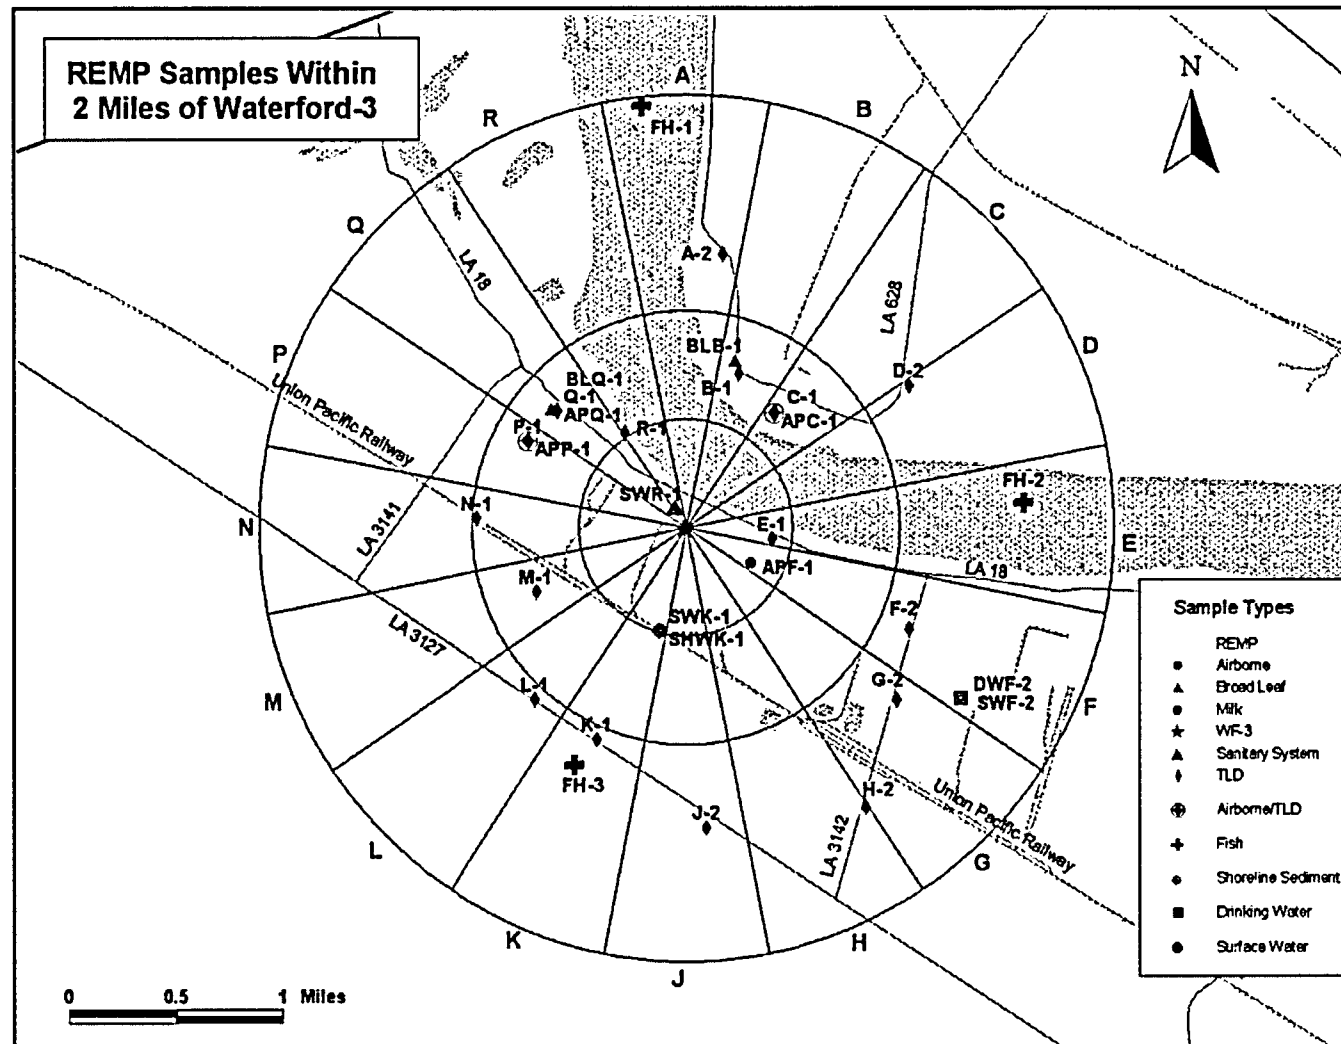 REMP Samples Within
2 Miles of Waterford-3
A
B
R
N
FH-1
C
Q
A-2
LA 18
LA 628
D
P
BLB-1
Union Pacific Railway
B-1
D-2
BLQ-1
Q-1
APQ-1
C-1
APC-1
P-1
APP-1
R-1
FH-2
SWR-1
N
N-1
LA 3141
E-1
E
APF-1
LA 18
M-1
Sample Types
REMP
Airborne
Broad Leaf
Milk
WF-3
Sanitary System
TLD
Airborne/TLD
Fish
Shoreline Sediment
Drinking Water
Surface Water
SWK-1
SHWK-1
F-2
LA 3127
M
L-1
G-2
DWF-2
SWF-2
F
K-1
FH-3
J-2
H-2
Union Pacific Railway
LA 3142
L
G
K
H
J
0 0.5 1 Miles